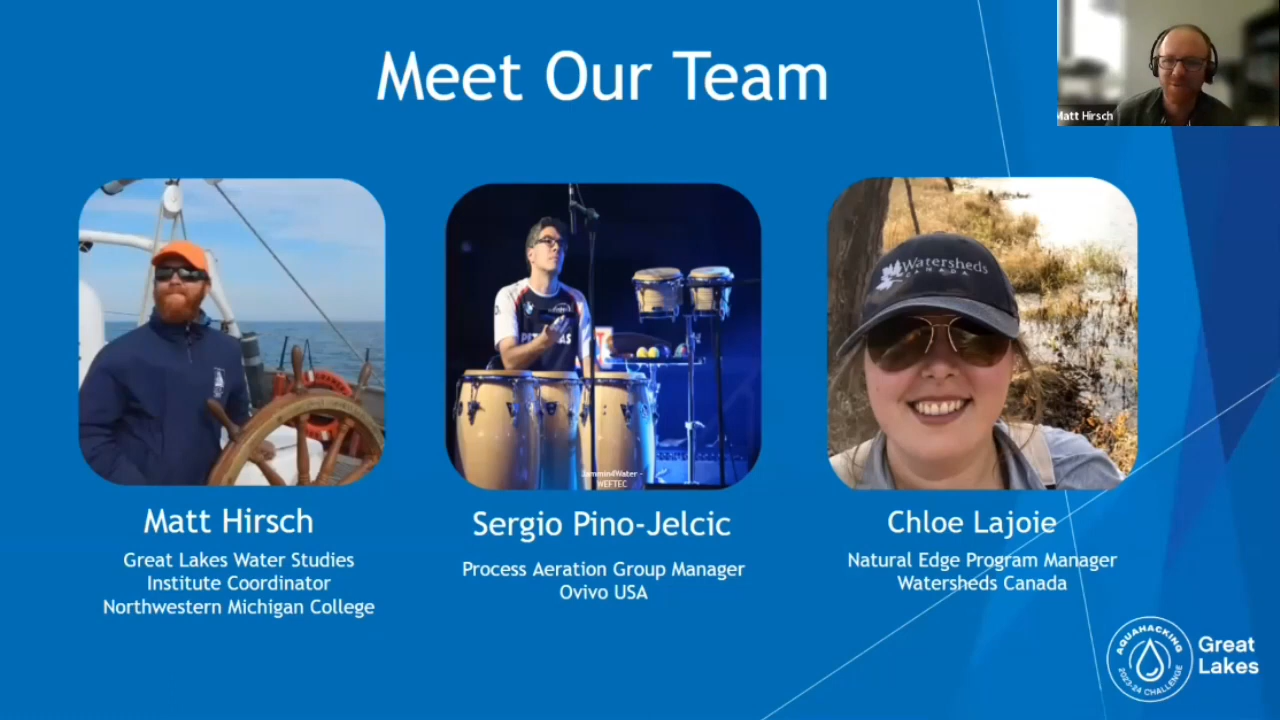 Meet Our Team
Matt Hirsch
Watersheds
CANADA
Jammin4Water -
WEFTEC
Matt Hirsch
Great Lakes Water Studies
Institute Coordinator
Northwestern Michigan College
Sergio Pino-Jelcic
Process Aeration Group Manager
Ovivo USA
Chloe Lajoie
Natural Edge Program Manager
Watersheds Canada
AQUAHACKING
2023-24 CHALLENGE
Great
Lakes